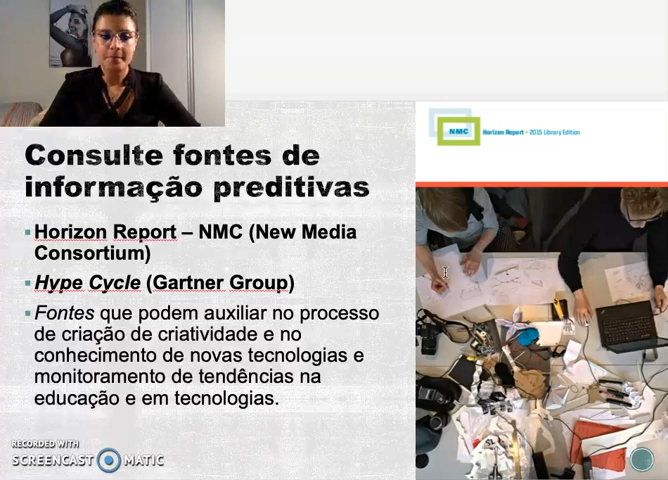 NMC Horizon Report > 2015 Library Edition
Consulte fontes de
informação preditivas
Horizon Report – NMC (New Media
Consortium)
Hype Cycle (Gartner Group)
Fontes que podem auxiliar no processo
de criação de criatividade e no
conhecimento de novas tecnologias e
monitoramento de tendências na
educação e em tecnologias.
RECORDED WITH
SCREENCAST MATIC